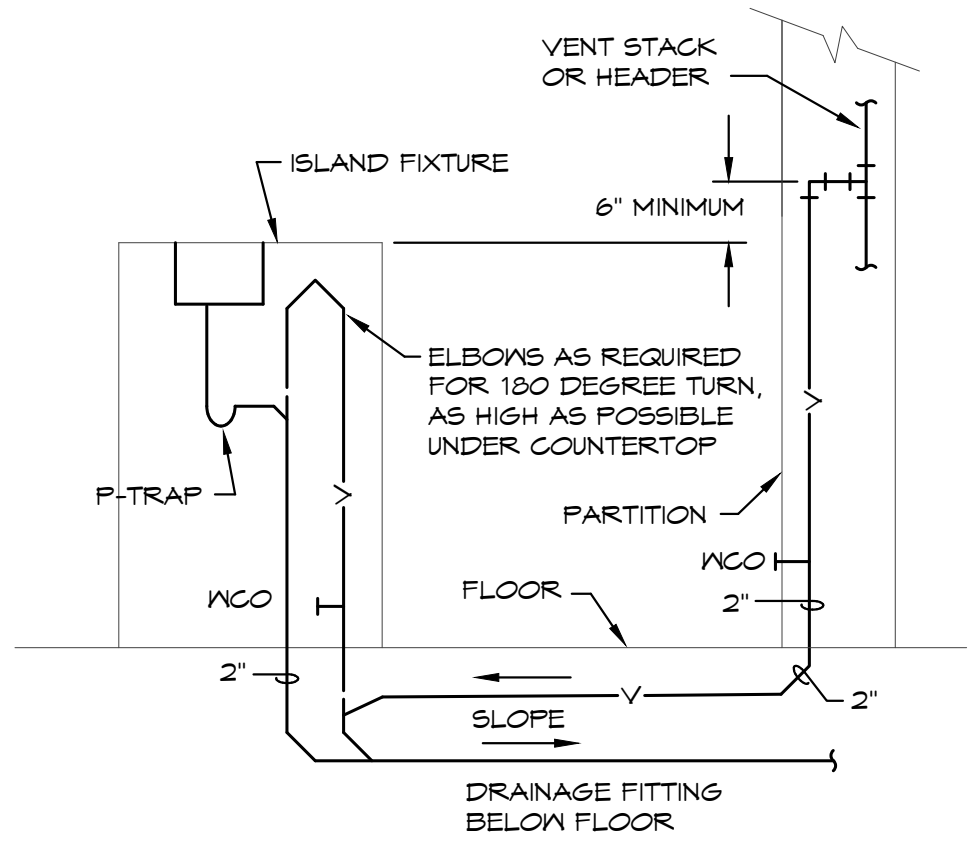 VENT STACK
OR HEADER
ISLAND FIXTURE
6" MINIMUM
ELBOWS AS REQUIRED
FOR 180 DEGREE TURN,
AS HIGH AS POSSIBLE
UNDER COUNTERTOP
V
P-TRAP
V
PARTITION
WCO
WCO
FLOOR
2"
2"
V
2"
SLOPE
DRAINAGE FITTING
BELOW FLOOR